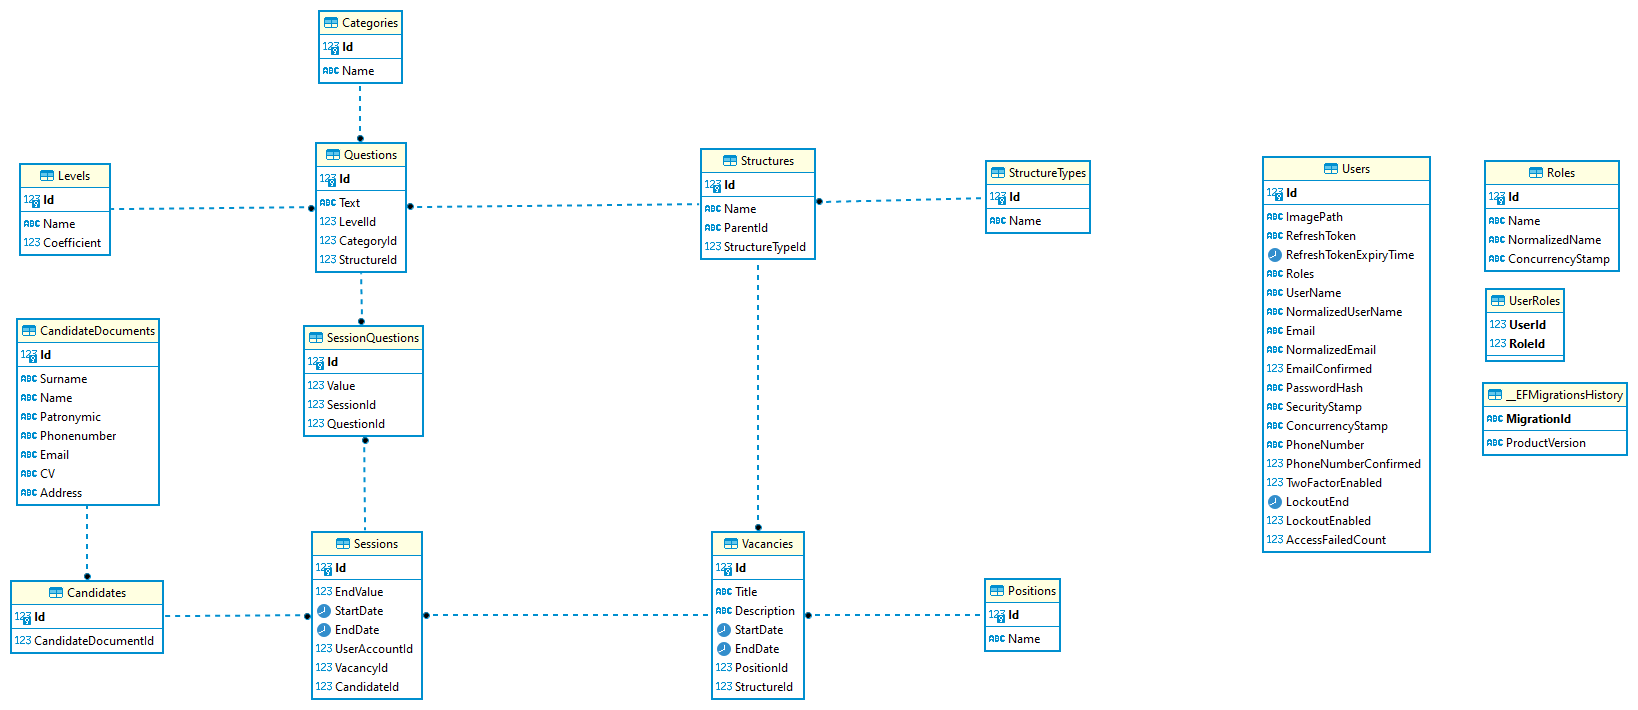 Categories
123 Id
ABC Name
Questions
123 Id
ABC Text
123 LevelId
123 CategoryId
123 StructureId
Levels
123 Id
ABC Name
123 Coefficient
Structures
123 Id
ABC Name
ABC ParentId
123 StructureTypeId
StructureTypes
123 Id
ABC Name
Users
123 Id
ABC ImagePath
ABC RefreshToken
RefreshTokenExpiryTime
ABC Roles
ABC UserName
ABC NormalizedUserName
ABC Email
ABC NormalizedEmail
123 EmailConfirmed
ABC PasswordHash
ABC SecurityStamp
ABC ConcurrencyStamp
ABC PhoneNumber
123 PhoneNumberConfirmed
123 TwoFactorEnabled
LockoutEnd
123 LockoutEnabled
123 AccessFailedCount
Roles
123 Id
ABC Name
ABC NormalizedName
ABC ConcurrencyStamp
UserRoles
123 UserId
123 RoleId
__EFMigrationsHistory
ABC MigrationId
ABC ProductVersion
CandidateDocuments
123 Id
ABC Surname
ABC Name
ABC Patronymic
ABC Phonenumber
ABC Email
ABC CV
ABC Address
SessionQuestions
123 Id
123 Value
123 SessionId
123 QuestionId
Candidates
123 Id
123 CandidateDocumentId
Sessions
123 Id
123 EndValue
StartDate
EndDate
123 UserAccountId
123 VacancyId
123 CandidateId
Vacancies
123 Id
ABC Title
ABC Description
StartDate
EndDate
123 PositionId
123 StructureId
Positions
123 Id
ABC Name